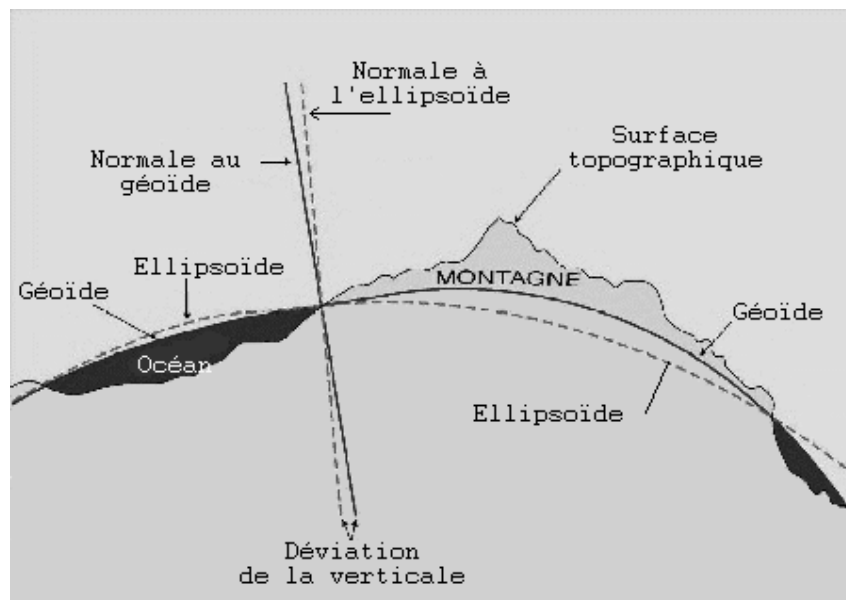 Normale à
l'ellipsoïde
Surface
topographique
Normale au
géoïde
Ellipsoïde
Géoïde
MONTAGNE
Géoïde
Océan
Ellipsoïde
Déviation
de la verticale